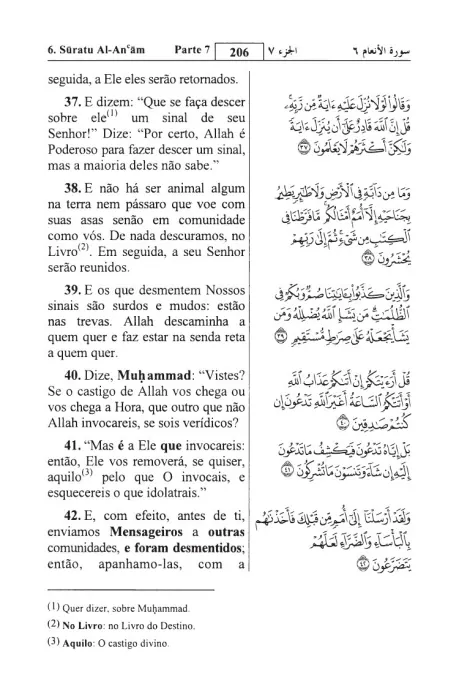 6. Sūratu Al-Anᶜām Parte 7 206 الجزء ٧ سورة الأنعام ٦
seguida, a Ele eles serão retornados.
37. E dizem: “Que se faça descer
sobre ele(1) um sinal de seu
Senhor!” Dize: “Por certo, Allah é
Poderoso para fazer descer um sinal,
mas a maioria deles não sabe.”
38. E não há ser animal algum
na terra nem pássaro que voe com
suas asas senão em comunidade
como vós. De nada descuramos, no
Livro(2). Em seguida, a seu Senhor
serão reunidos.
39. E os que desmentem Nossos
sinais são surdos e mudos: estão
nas trevas. Allah descaminha a
quem quer e faz estar na senda reta
a quem quer.
40. Dize, Muḥammad: “Vistes?
Se o castigo de Allah vos chega ou
vos chega a Hora, que outro que não
Allah invocareis, se sois verídicos?
41. “Mas é a Ele que invocareis:
então, Ele vos removerá, se quiser,
aquilo(3) pelo que O invocais, e
esquecereis o que idolatrais.”
42. E, com efeito, antes de ti,
enviamos Mensageiros a outras
comunidades, e foram desmentidos;
então, apanhamo-las, com a
وَقَالُوا۟ لَوْلَا نُزِّلَ عَلَيْهِ ءَايَةٌ مِّن رَّبِّهِۦ ۚ
قُلْ إِنَّ ٱللَّهَ قَادِرٌ عَلَىٰٓ أَن يُنَزِّلَ ءَايَةً
وَلَـٰكِنَّ أَكْثَرَهُمْ لَا يَعْلَمُونَ ٣٧
وَمَا مِن دَآبَّةٍ فِى ٱلْأَرْضِ وَلَا طَـٰٓئِرٍ يَطِيرُ
بِجَنَاحَيْهِ إِلَّآ أُمَمٌ أَمْثَالُكُم ۚ مَّا فَرَّطْنَا فِى
ٱلْكِتَـٰبِ مِن شَىْءٍ ۚ ثُمَّ إِلَىٰ رَبِّهِمْ
يُحْشَرُونَ ٣٨
وَٱلَّذِينَ كَذَّبُوا۟ بِـَٔايَـٰتِنَا صُمٌّ وَبُكْمٌ فِى
ٱلظُّلُمَـٰتِ ۗ مَن يَشَإِ ٱللَّهُ يُضْلِلْهُ وَمَن
يَشَأْ يَجْعَلْهُ عَلَىٰ صِرَٰطٍ مُّسْتَقِيمٍ ٣٩
قُلْ أَرَءَيْتَكُمْ إِنْ أَتَىٰكُمْ عَذَابُ ٱللَّهِ
أَوْ أَتَتْكُمُ ٱلسَّاعَةُ أَغَيْرَ ٱللَّهِ تَدْعُونَ إِن
كُنتُمْ صَـٰدِقِينَ ٤٠
بَلْ إِيَّاهُ تَدْعُونَ فَيَكْشِفُ مَا تَدْعُونَ
إِلَيْهِ إِن شَآءَ وَتَنسَوْنَ مَا تُشْرِكُونَ ٤١
وَلَقَدْ أَرْسَلْنَآ إِلَىٰٓ أُمَمٍ مِّن قَبْلِكَ فَأَخَذْنَـٰهُم
بِٱلْبَأْسَآءِ وَٱلضَّرَّآءِ لَعَلَّهُمْ
يَتَضَرَّعُونَ ٤٢
(1) Quer dizer, sobre Muḥammad.
(2) No Livro: no Livro do Destino.
(3) Aquilo: O castigo divino.